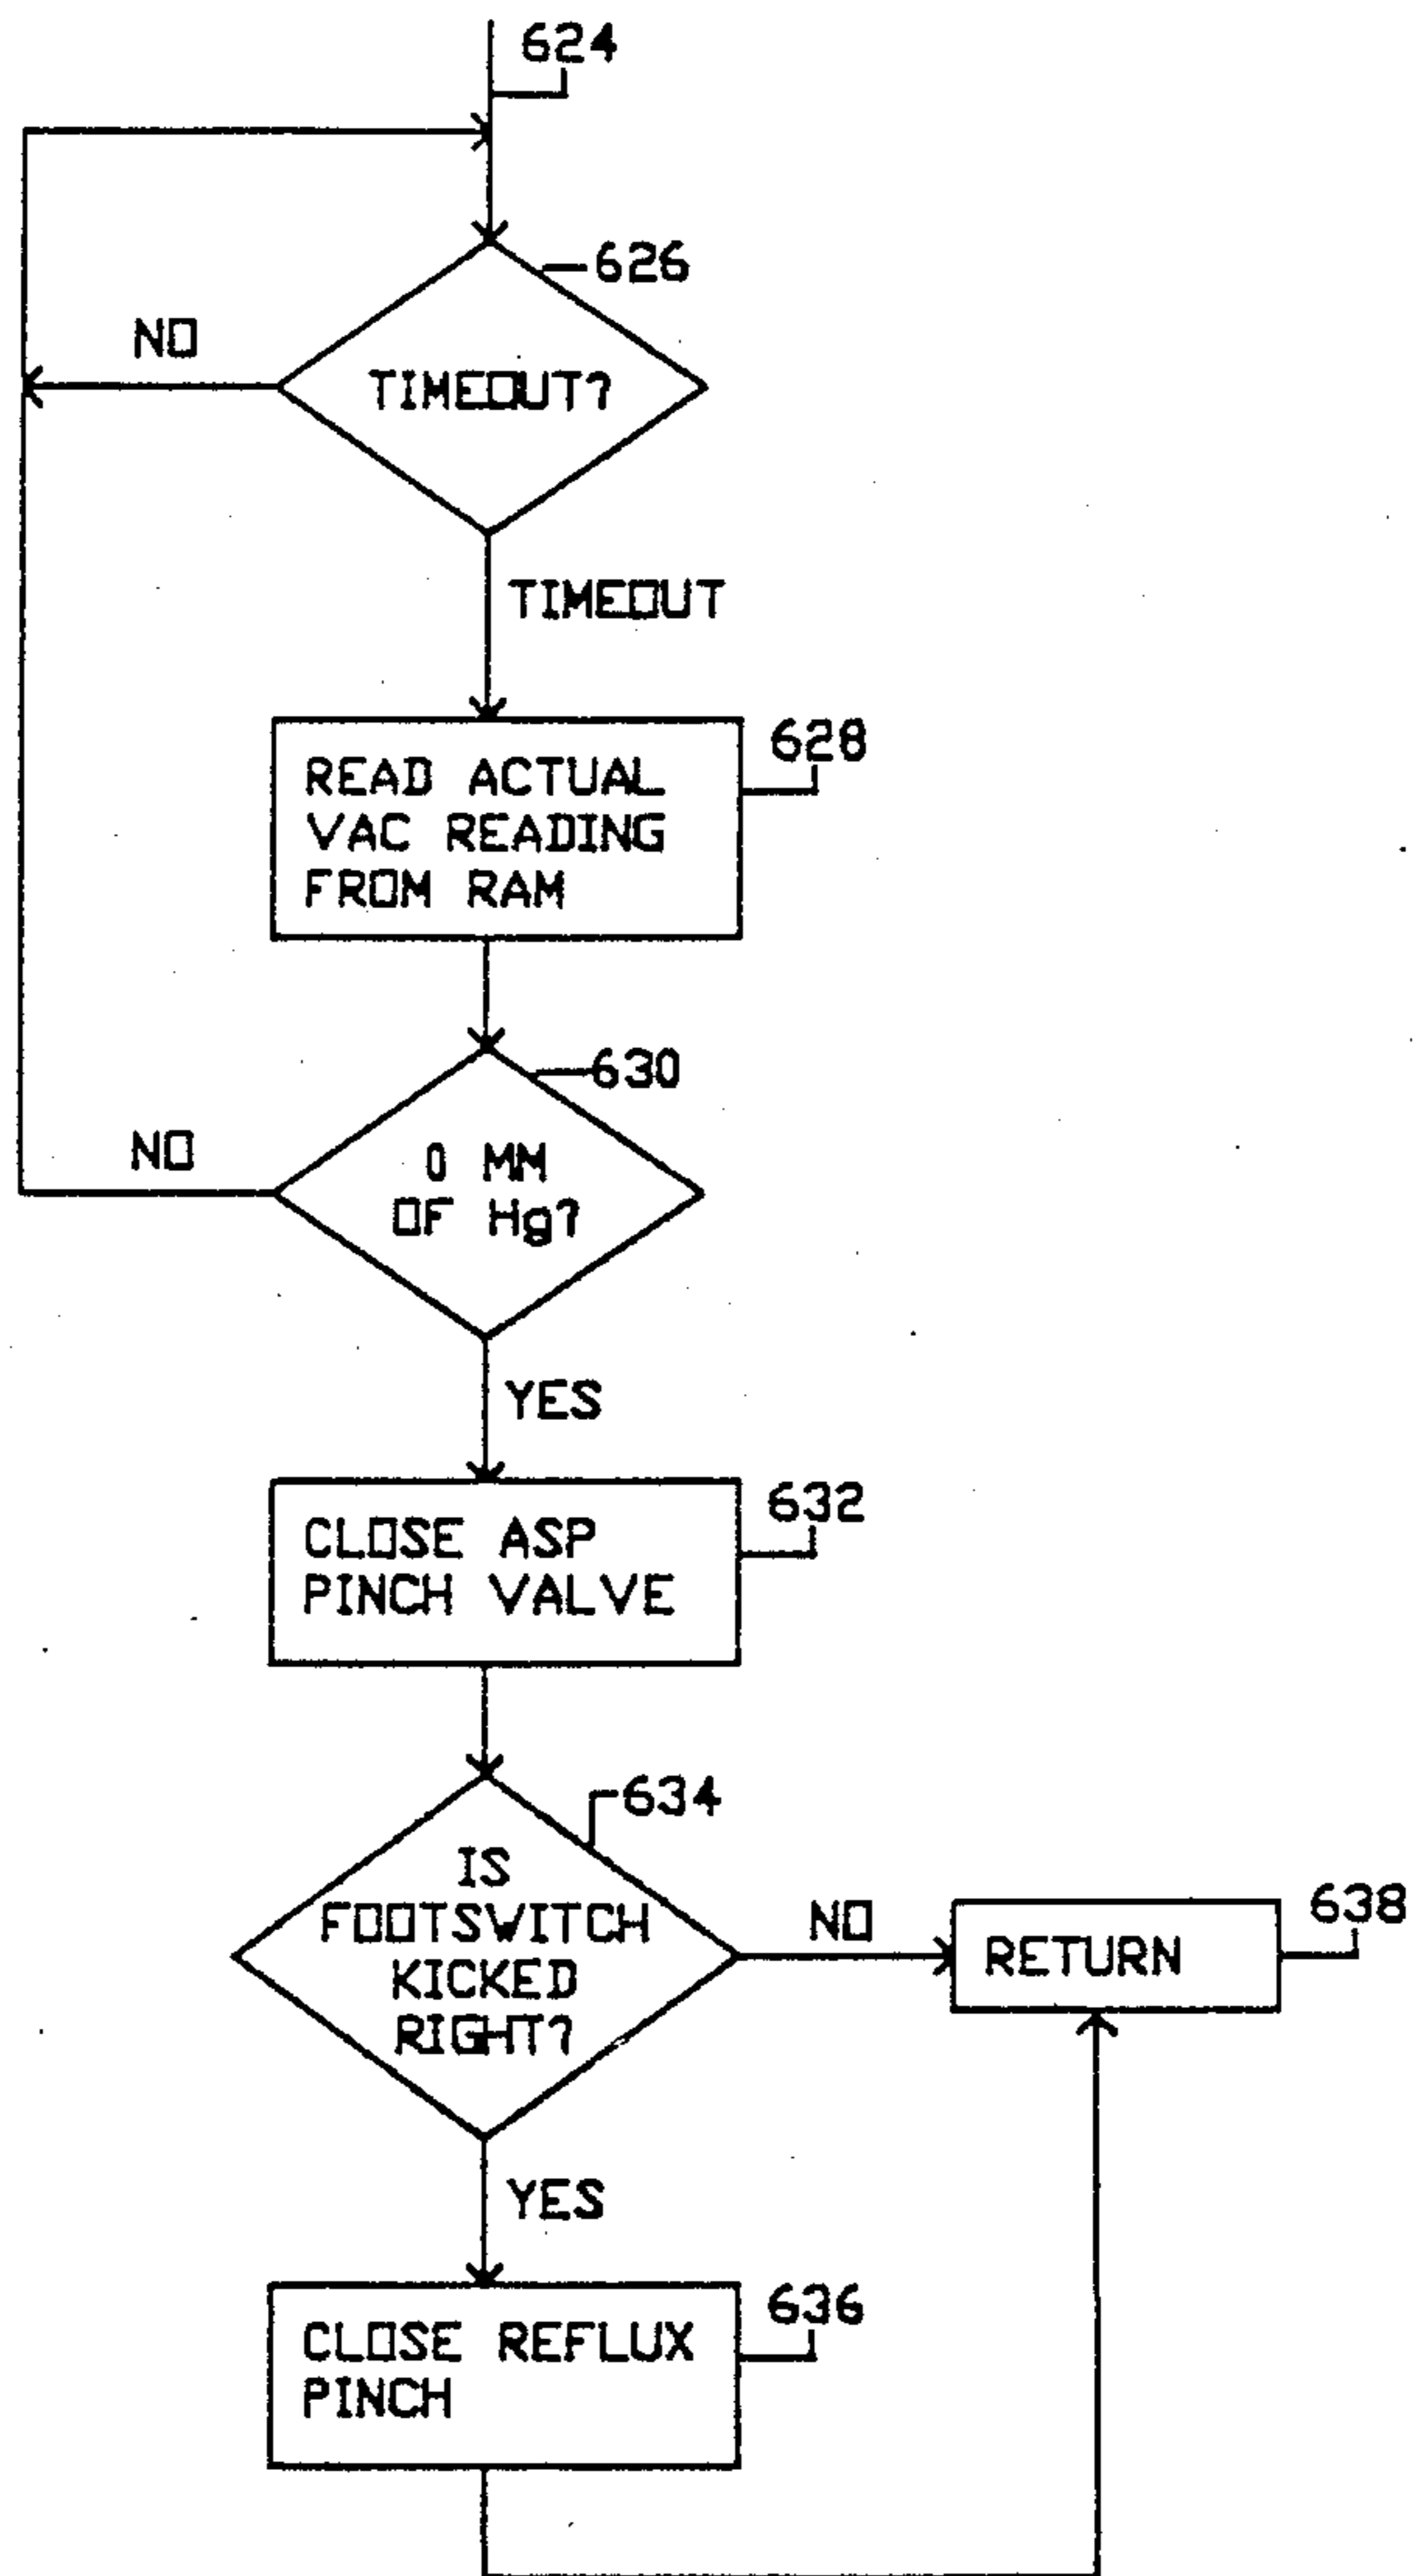 624
626
NO
TIMEOUT?
TIMEOUT
628
READ ACTUAL
VAC READING
FROM RAM
630
NO
0 MM
OF Hg?
YES
632
CLOSE ASP
PINCH VALVE
634
IS
FOOTSWITCH
KICKED
RIGHT?
NO
638
RETURN
YES
636
CLOSE REFLUX
PINCH